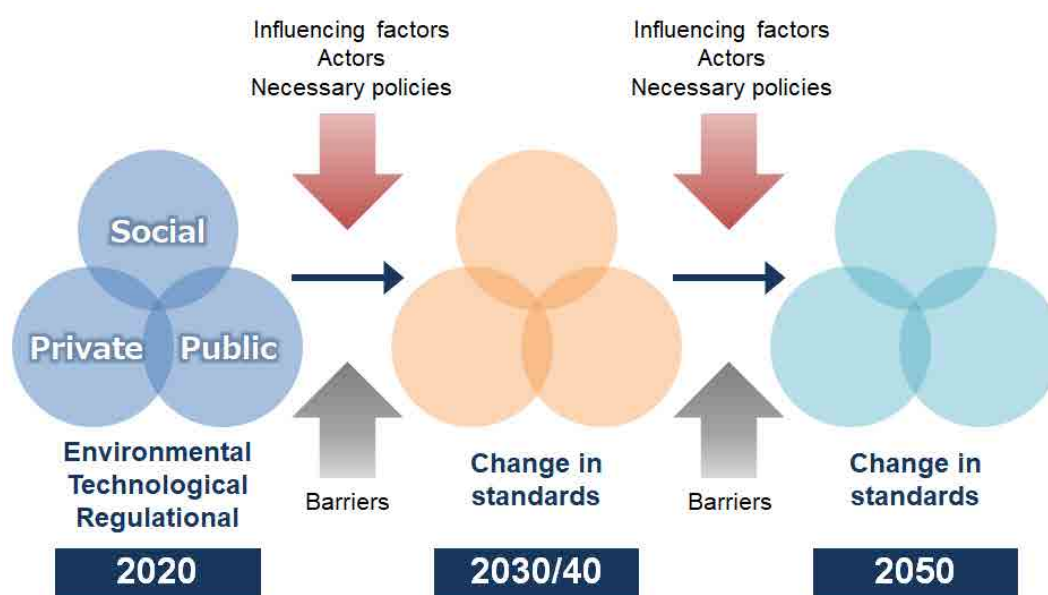 Influencing factors
Actors
Necessary policies
Influencing factors
Actors
Necessary policies
Social
Private
Public
Environmental
Technological
Regulational
Barriers
Change in
standards
Barriers
Change in
standards
2020
2030/40
2050